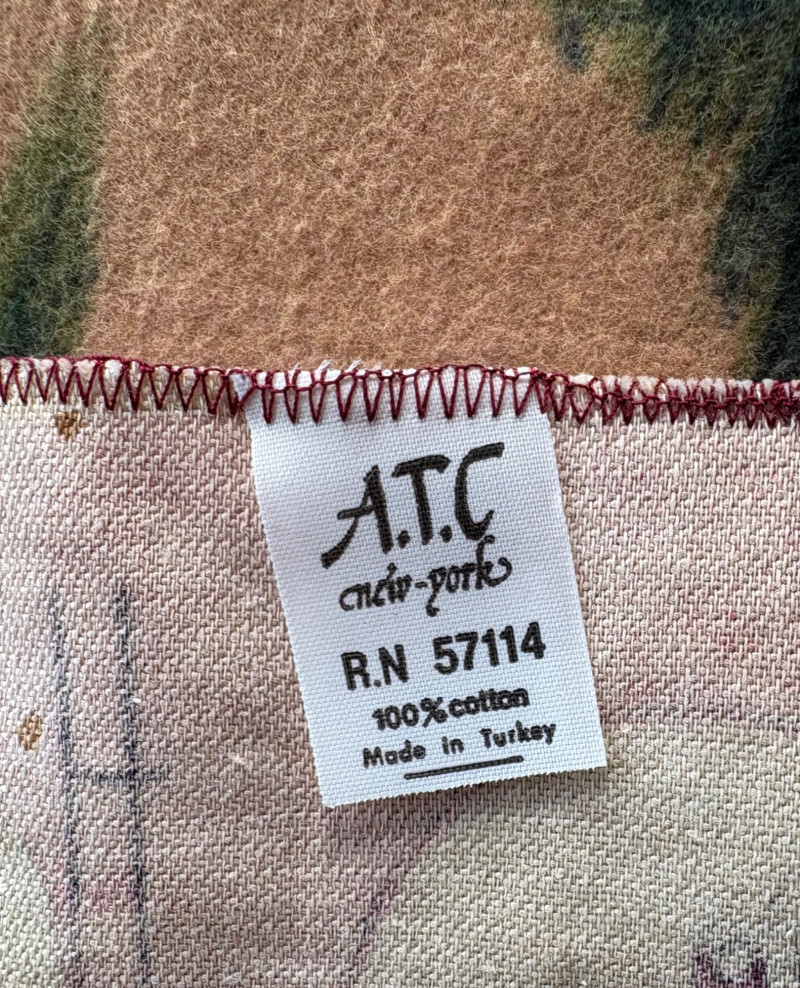 A.T.C
new-york
R.N 57114
100% cotton
Made in Turkey